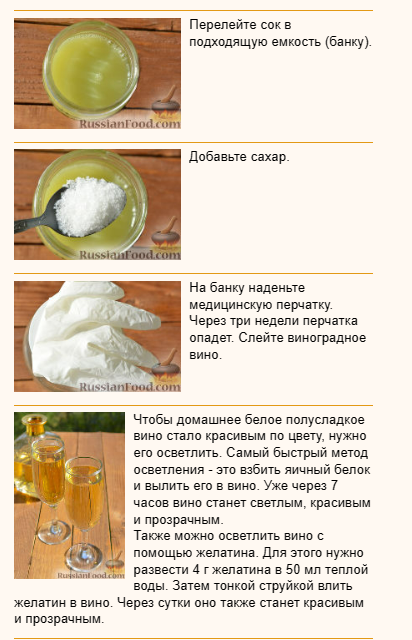 Перелейте сок в
подходящую емкость (банку).
RussianFood.com
Добавьте сахар.
RussianFood.com
На банку наденьте
медицинскую перчатку.
Через три недели перчатка
опадет. Слейте виноградное
вино.
RussianFood.com
Чтобы домашнее белое полусладкое
вино стало красивым по цвету, нужно
его осветлить. Самый быстрый метод
осветления - это взбить яичный белок
и вылить его в вино. Уже через 7
часов вино станет светлым, красивым
и прозрачным.
Также можно осветлить вино с
помощью желатина. Для этого нужно
развести 4 г желатина в 50 мл теплой
воды. Затем тонкой струйкой влить
желатин в вино. Через сутки оно также станет красивым
и прозрачным.
RussianFood.com